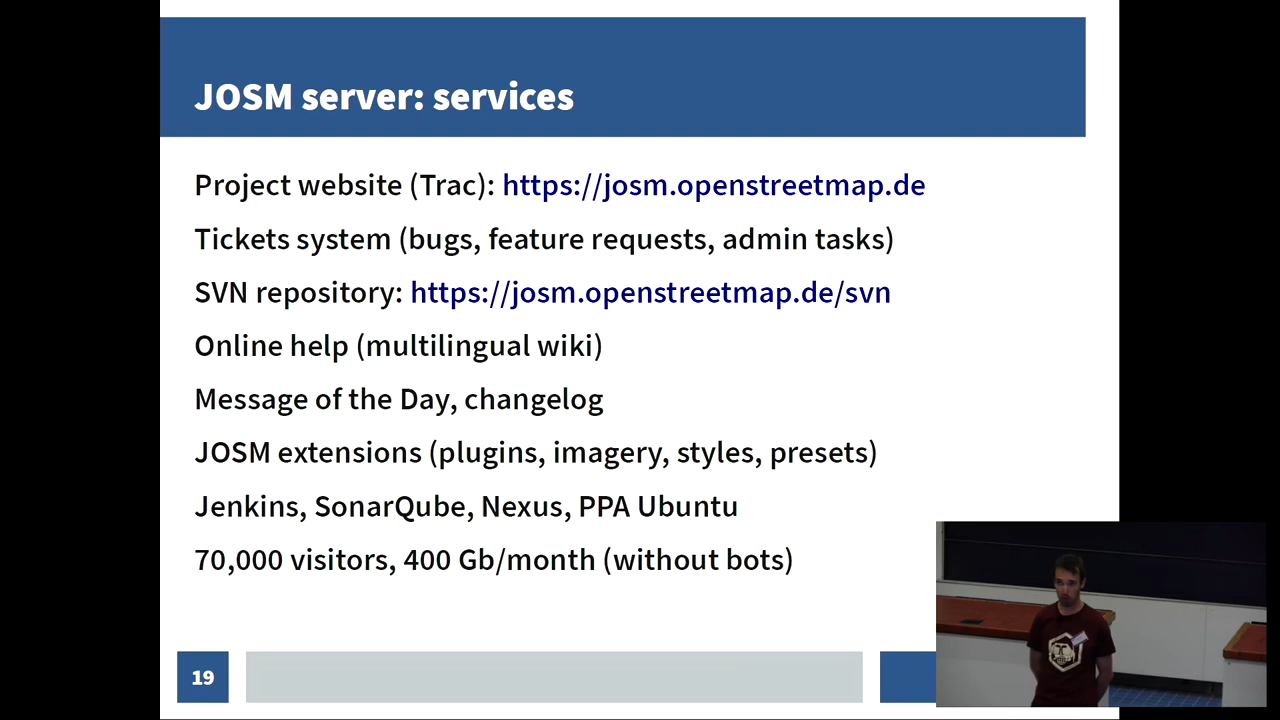 JOSM server: services
Project website (Trac): https://josm.openstreetmap.de
Tickets system (bugs, feature requests, admin tasks)
SVN repository: https://josm.openstreetmap.de/svn
Online help (multilingual wiki)
Message of the Day, changelog
JOSM extensions (plugins, imagery, styles, presets)
Jenkins, SonarQube, Nexus, PPA Ubuntu
70,000 visitors, 400 Gb/month (without bots)
19